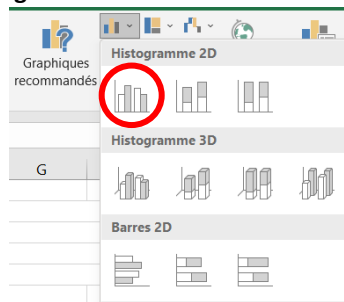 Graphiques
recommandés
Histogramme 2D
Histogramme 3D
G
Barres 2D